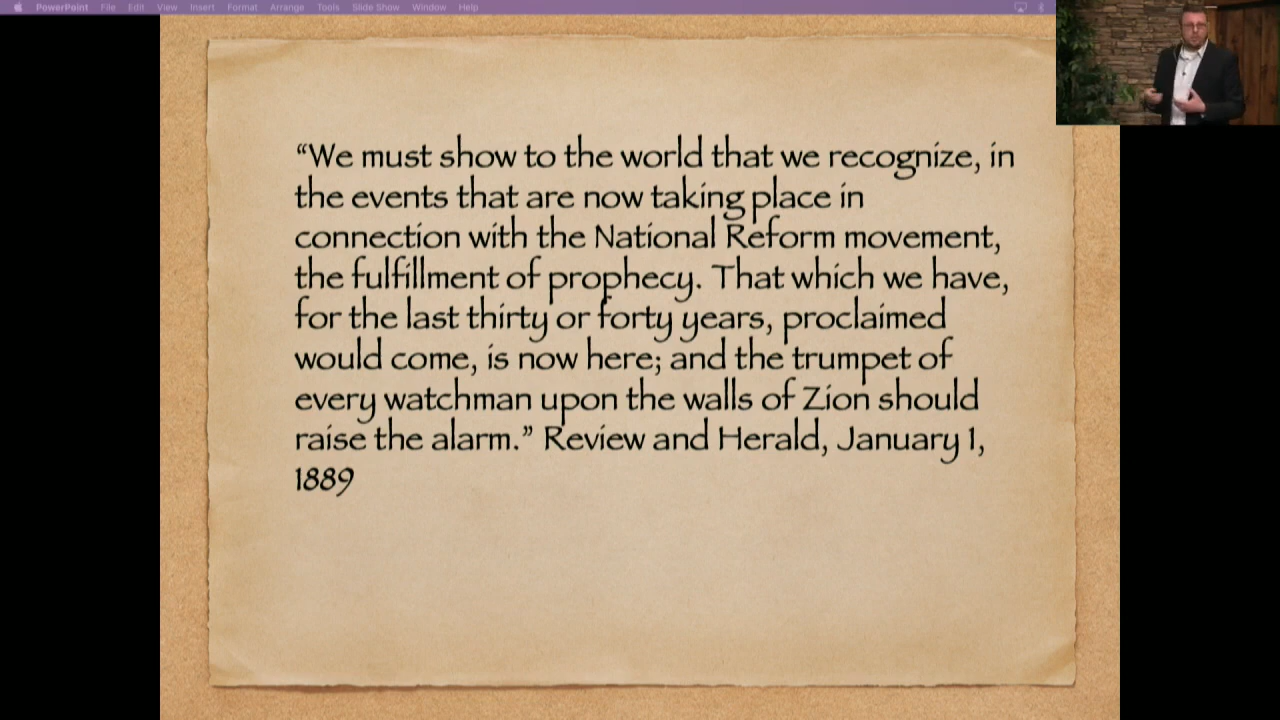 PowerPoint File Edit View Insert Format Arrange Tools Slide Show Window Help
“We must show to the world that we recognize, in
the events that are now taking place in
connection with the National Reform movement,
the fulfillment of prophecy. That which we have,
for the last thirty or forty years, proclaimed
would come, is now here; and the trumpet of
every watchman upon the walls of Zion should
raise the alarm.” Review and Herald, January 1,
1889